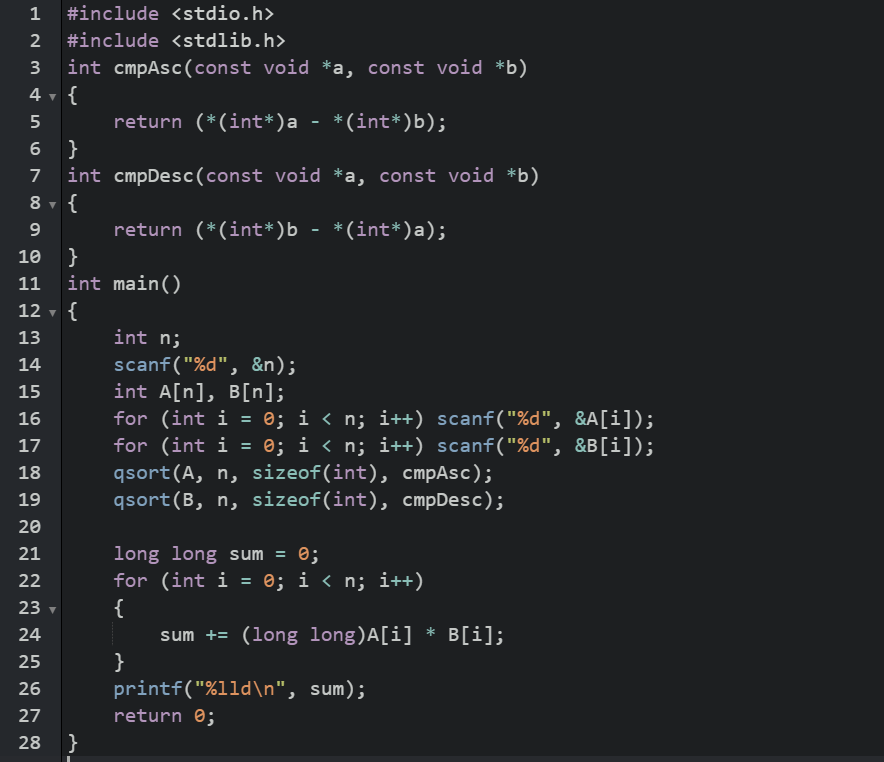 1 #include <stdio.h>
2 #include <stdlib.h>
3 int cmpAsc(const void *a, const void *b)
4 {
5     return (*(int*)a - *(int*)b);
6 }
7 int cmpDesc(const void *a, const void *b)
8 {
9     return (*(int*)b - *(int*)a);
10 }
11 int main()
12 {
13     int n;
14     scanf("%d", &n);
15     int A[n], B[n];
16     for (int i = 0; i < n; i++) scanf("%d", &A[i]);
17     for (int i = 0; i < n; i++) scanf("%d", &B[i]);
18     qsort(A, n, sizeof(int), cmpAsc);
19     qsort(B, n, sizeof(int), cmpDesc);
20
21     long long sum = 0;
22     for (int i = 0; i < n; i++)
23     {
24         sum += (long long)A[i] * B[i];
25     }
26     printf("%lld\n", sum);
27     return 0;
28 }